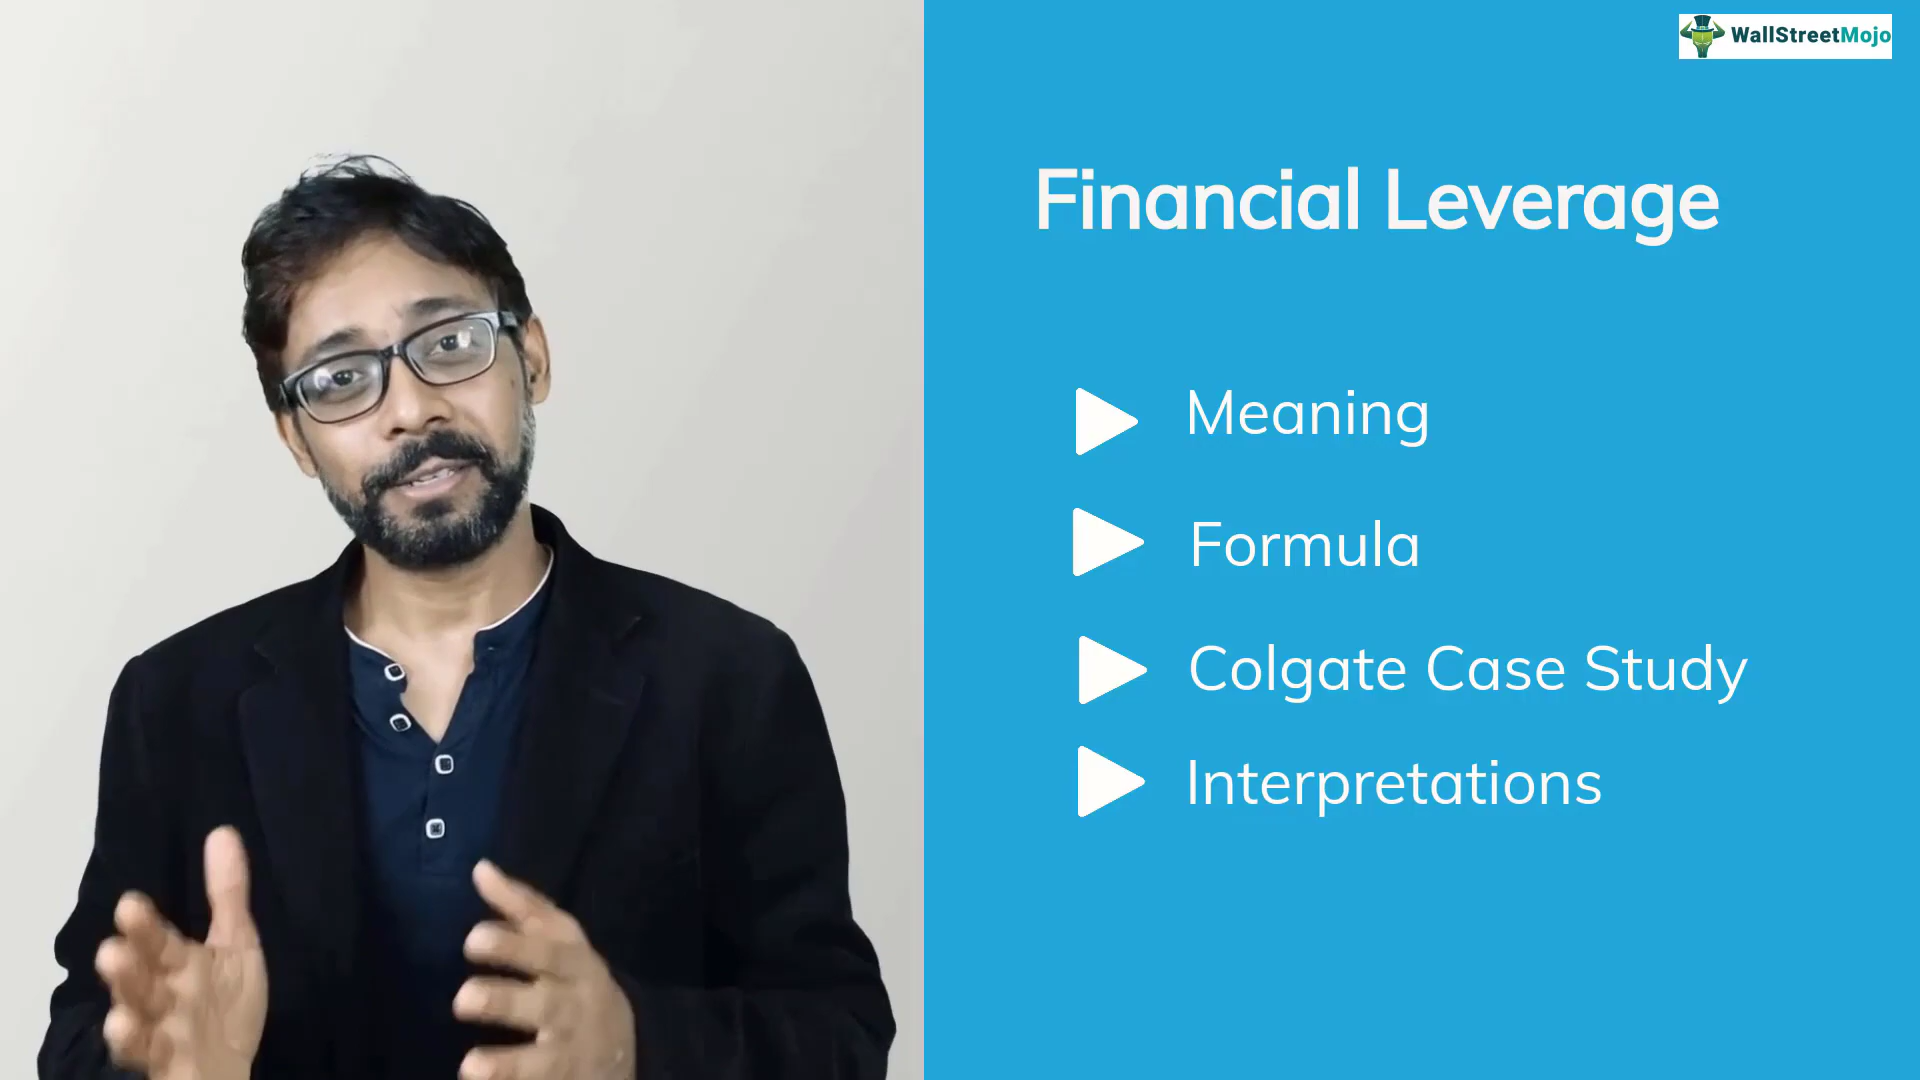 WallStreetMojo
Financial Leverage
Meaning
Formula
Colgate Case Study
Interpretations